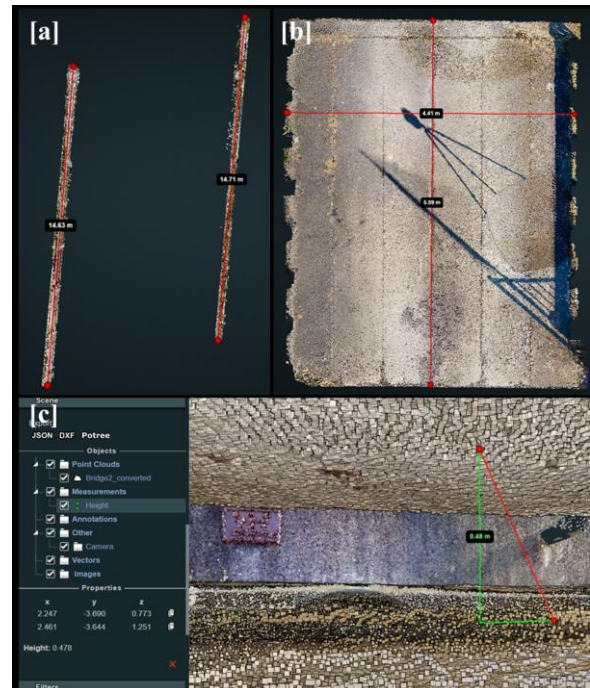 [a]
14.63 m
14.71 m
[b]
4.41 m
5.59 m
[c]
Scene
Export
JSON DXF Potree
Objects
Point Clouds
Bridge2_converted
Measurements
Height
Annotations
Other
Camera
Vectors
Images
Properties
x y z
2.247 -3.690 0.773
2.461 -3.644 1.251
Height: 0.478
Filters
0.48 m